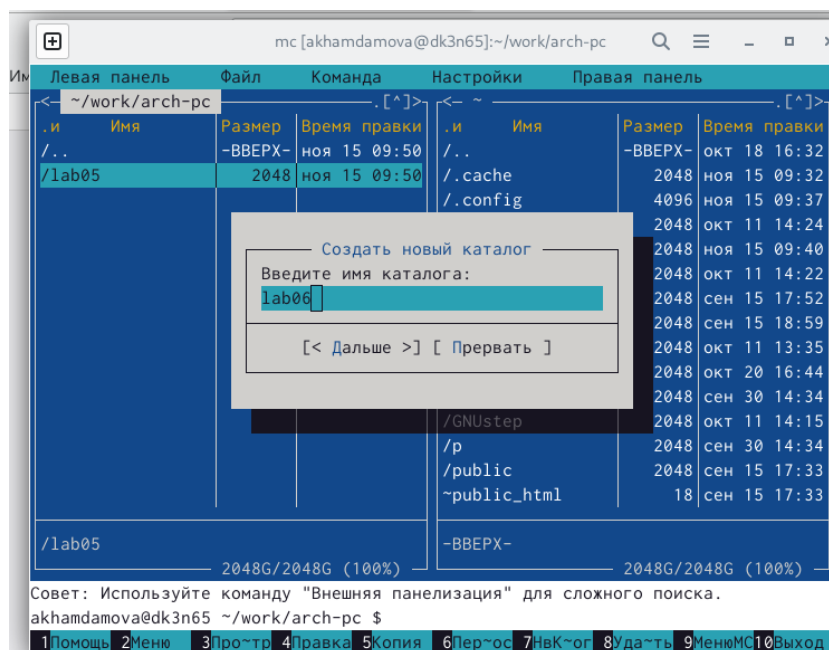 mc [akhamdamova@dk3n65]:~/work/arch-pc
Им
Левая панель Файл Команда Настройки Правая панель
<— ~/work/arch-pc .[^]> <— ~ .[^]>
.и Имя Размер Время правки .и Имя Размер Время правки
/.. -ВВЕРХ- ноя 15 09:50 /.. -ВВЕРХ- окт 18 16:32
/lab05 2048 ноя 15 09:50 /.cache 2048 ноя 15 09:32
/.config 4096 ноя 15 09:37
2048 окт 11 14:24
Создать новый каталог 2048 ноя 15 09:40
Введите имя каталога: 2048 окт 11 14:22
lab06 2048 сен 15 17:52
2048 сен 15 18:59
[< Дальше >] [ Прервать ] 2048 окт 11 13:35
2048 окт 20 16:44
2048 сен 30 14:34
/GNUstep 2048 окт 11 14:15
/p 2048 сен 30 14:34
/public 2048 сен 15 17:33
~public_html 18 сен 15 17:33
/lab05 -ВВЕРХ-
2048G/2048G (100%) 2048G/2048G (100%)
Совет: Используйте команду "Внешняя панелизация" для сложного поиска.
akhamdamova@dk3n65 ~/work/arch-pc $
1Помощь 2Меню 3Про~тр 4Правка 5Копия 6Пер~ос 7НвК~ог 8Уда~ть 9МенюMC 10Выход